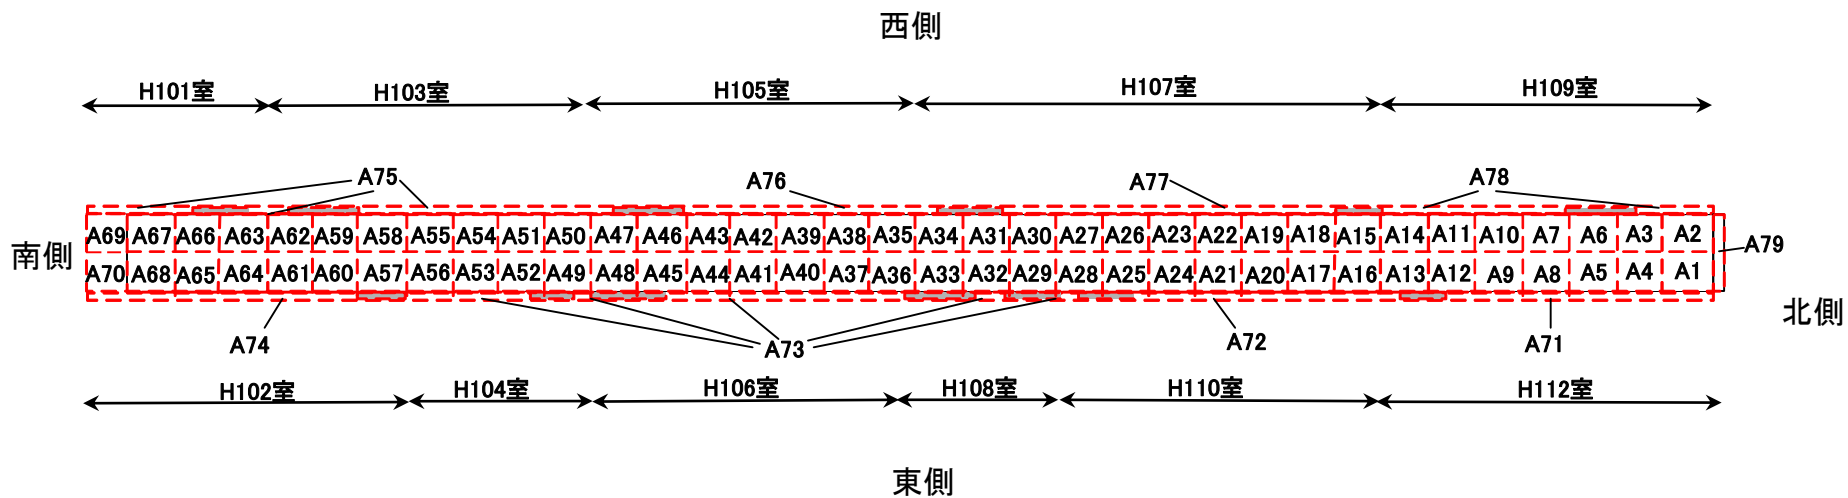 西側
H101室 H103室 H105室 H107室 H109室
A75 A76 A77 A78
A69 A67 A66 A63 A62 A59 A58 A55 A54 A51 A50 A47 A46 A43 A42 A39 A38 A35 A34 A31 A30 A27 A26 A23 A22 A19 A18 A15 A14 A11 A10 A7 A6 A3 A2
南側 A79
A70 A68 A65 A64 A61 A60 A57 A56 A53 A52 A49 A48 A45 A44 A41 A40 A37 A36 A33 A32 A29 A28 A25 A24 A21 A20 A17 A16 A13 A12 A9 A8 A5 A4 A1
北側
A74 A73 A72 A71
H102室 H104室 H106室 H108室 H110室 H112室
東側